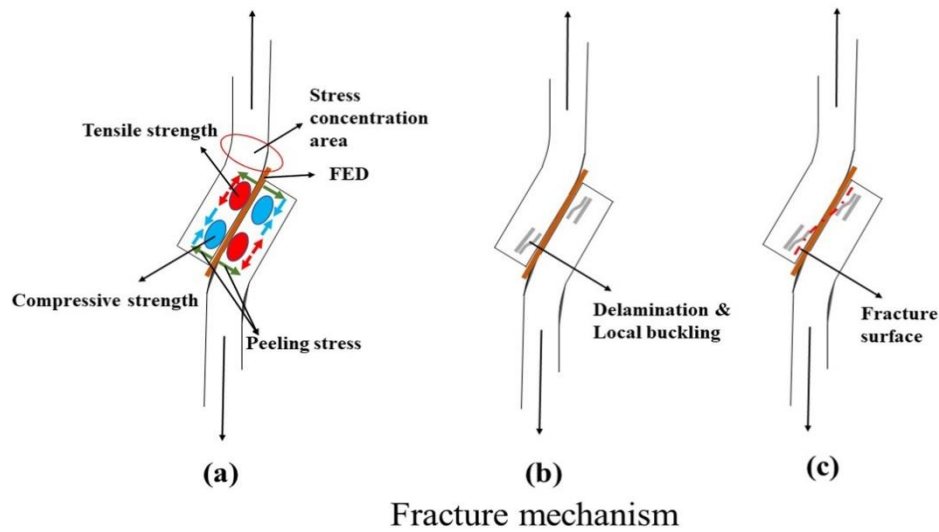 Stress
concentration
area
Tensile strength
FED
Compressive strength
Peeling stress
(a)
Delamination &
Local buckling
(b)
Fracture
surface
(c)
Fracture mechanism